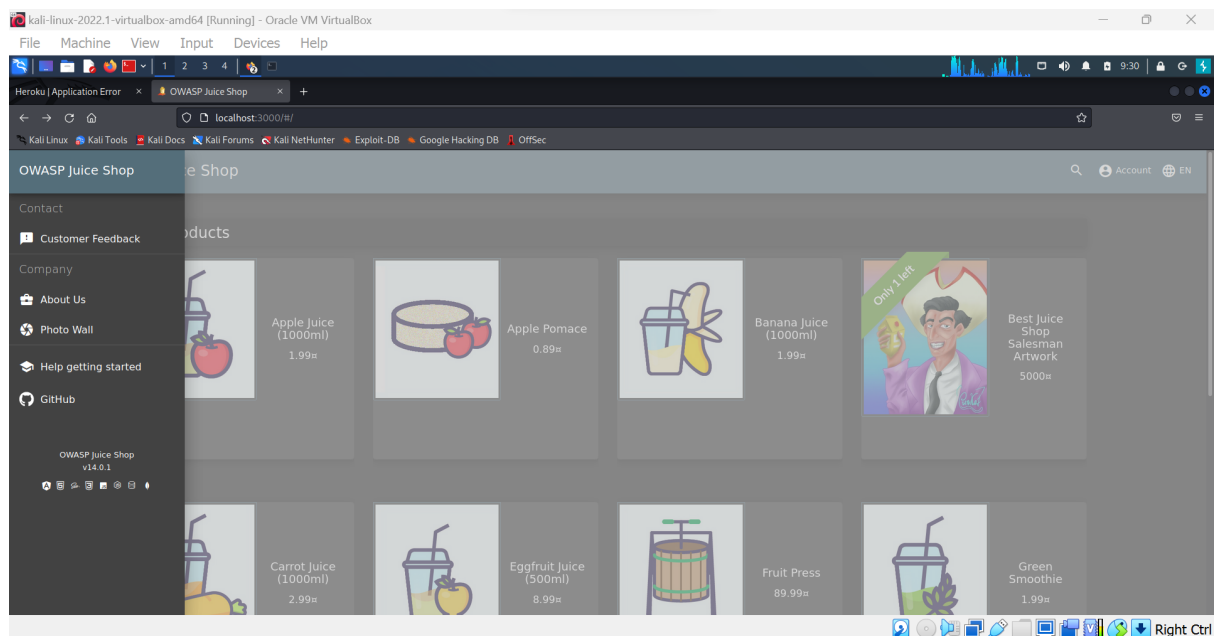 kali-linux-2022.1-virtualbox-amd64 [Running] - Oracle VM VirtualBox
File Machine View Input Devices Help
1 2 3 4 9:30
Heroku | Application Error × OWASP Juice Shop × +
localhost:3000/#/
Kali Linux Kali Tools Kali Docs Kali Forums Kali NetHunter Exploit-DB Google Hacking DB OffSec
OWASP Juice Shop
e Shop
Account EN
Contact
Customer Feedback
Company
About Us
Photo Wall
Help getting started
GitHub
OWASP Juice Shop
v14.0.1
oducts
Apple Juice
(1000ml)
1.99¤
Apple Pomace
0.89¤
Banana Juice
(1000ml)
1.99¤
Only 1 left
Best Juice
Shop
Salesman
Artwork
5000¤
Carrot Juice
(1000ml)
2.99¤
Eggfruit Juice
(500ml)
8.99¤
Fruit Press
89.99¤
Green
Smoothie
1.99¤
Right Ctrl